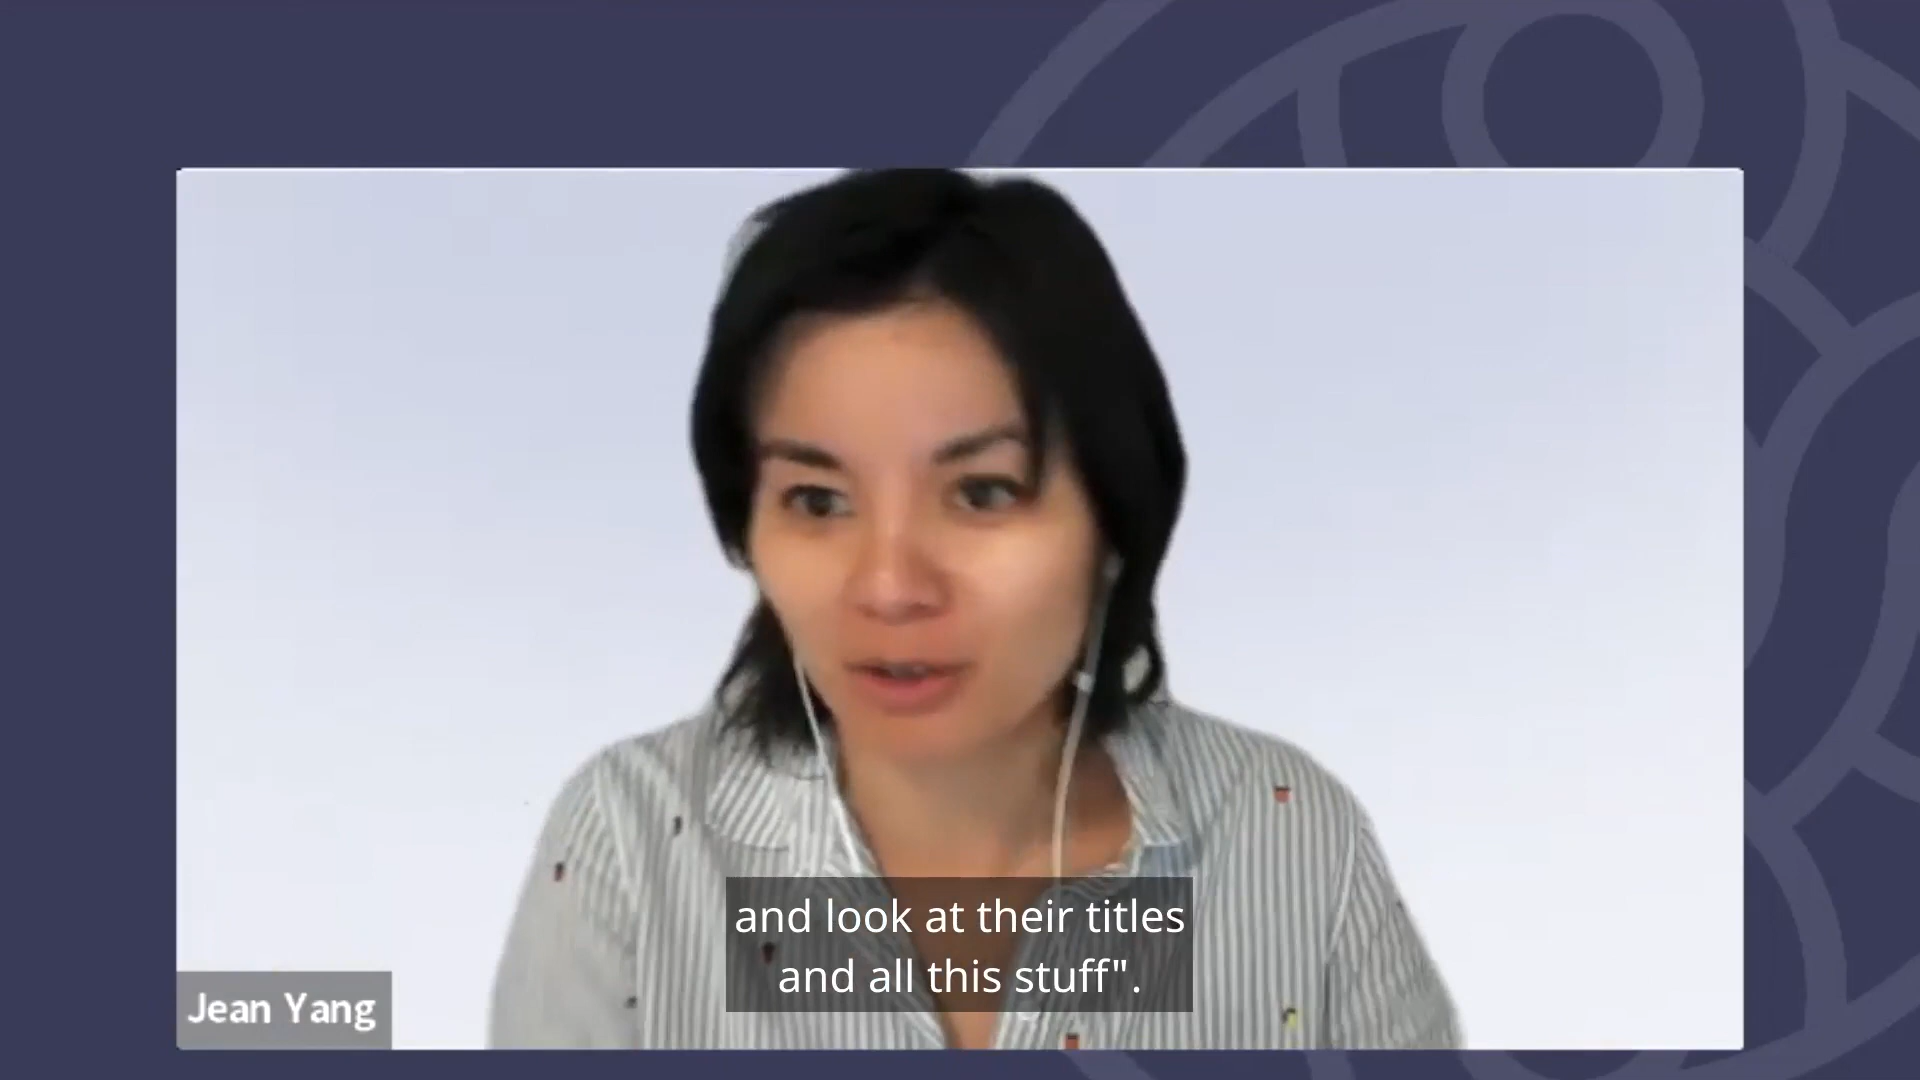 and look at their titles
and all this stuff".
Jean Yang